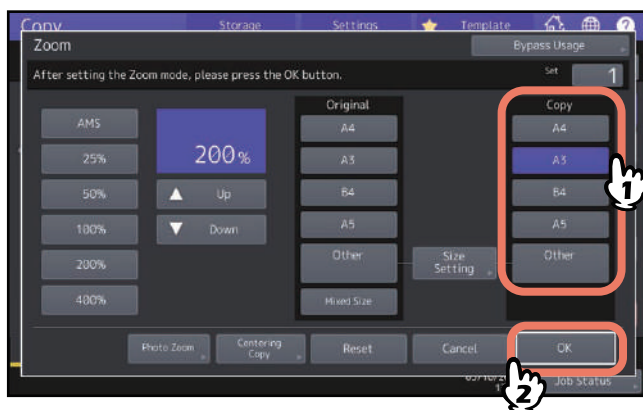 Copy Storage Settings Template
Zoom Bypass Usage
After setting the Zoom mode, please press the OK button. Set 1
Original Copy
AMS A4 A4
25% 200 % A3 A3
50% Up B4 B4
1
100% Down A5 A5
200% Other Size Setting Other
400% Mixed Size
Photo Zoom Centering Copy Reset Cancel OK
2
Job Status